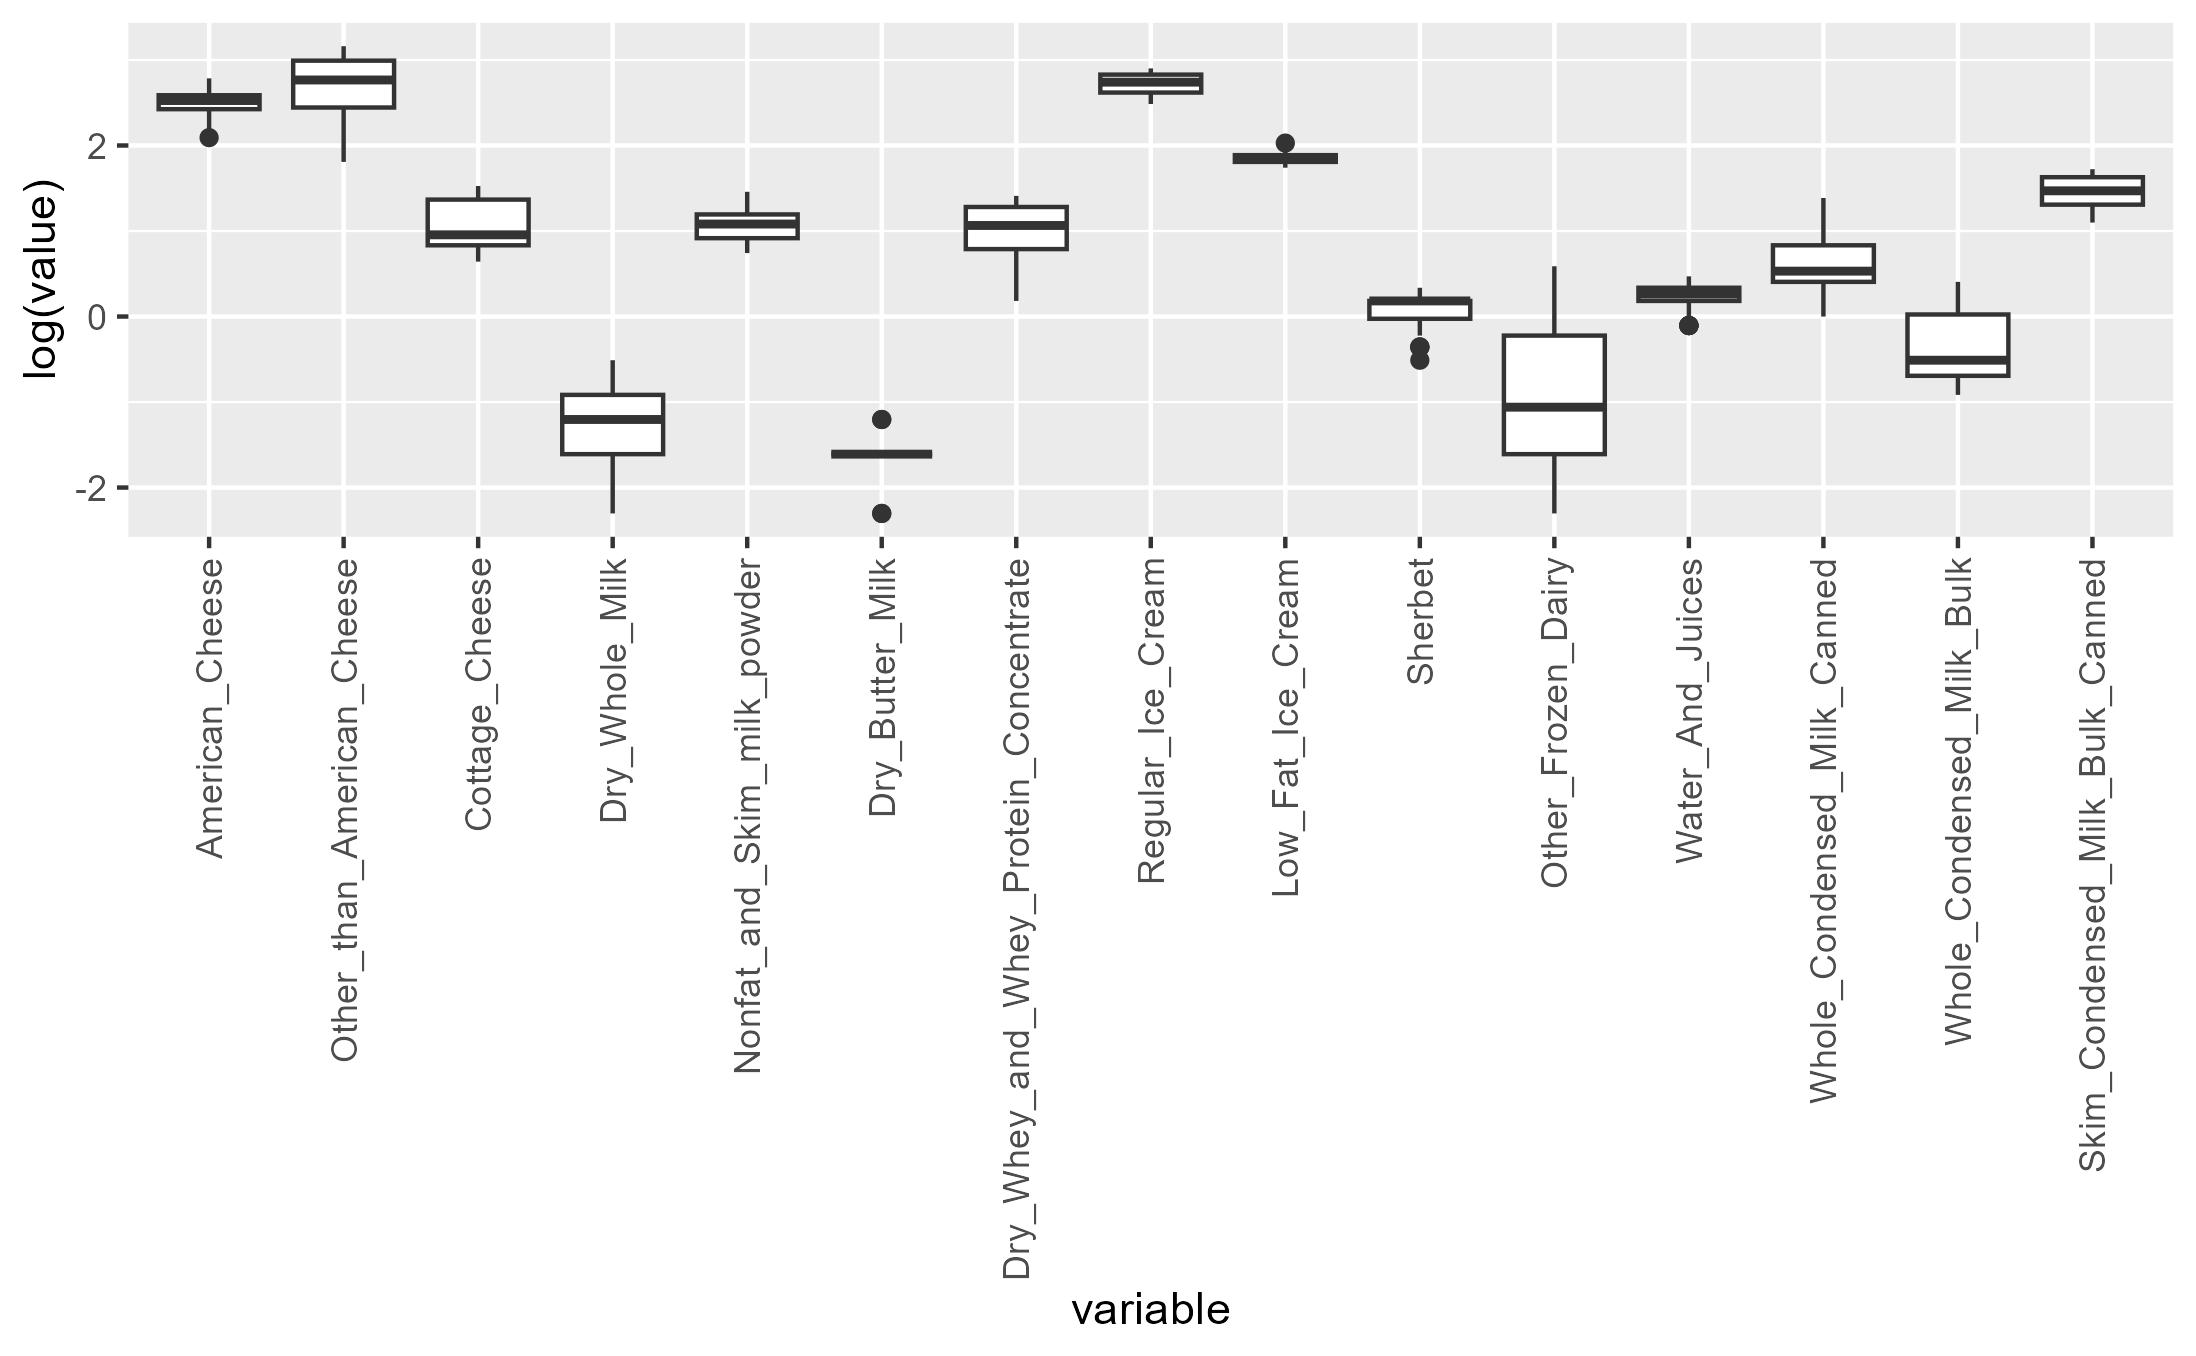 log(value)
2
0
-2
American_Cheese
Other_than_American_Cheese
Cottage_Cheese
Dry_Whole_Milk
Nonfat_and_Skim_milk_powder
Dry_Butter_Milk
Dry_Whey_and_Whey_Protein_Concentrate
Regular_Ice_Cream
Low_Fat_Ice_Cream
Sherbet
Other_Frozen_Dairy
Water_And_Juices
Whole_Condensed_Milk_Canned
Whole_Condensed_Milk_Bulk
Skim_Condensed_Milk_Bulk_Canned
variable